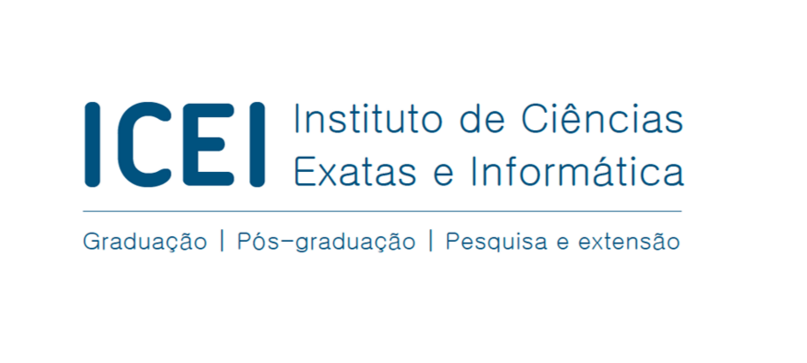 ICEI
Instituto de Ciências
Exatas e Informática
Graduação | Pós-graduação | Pesquisa e extensão